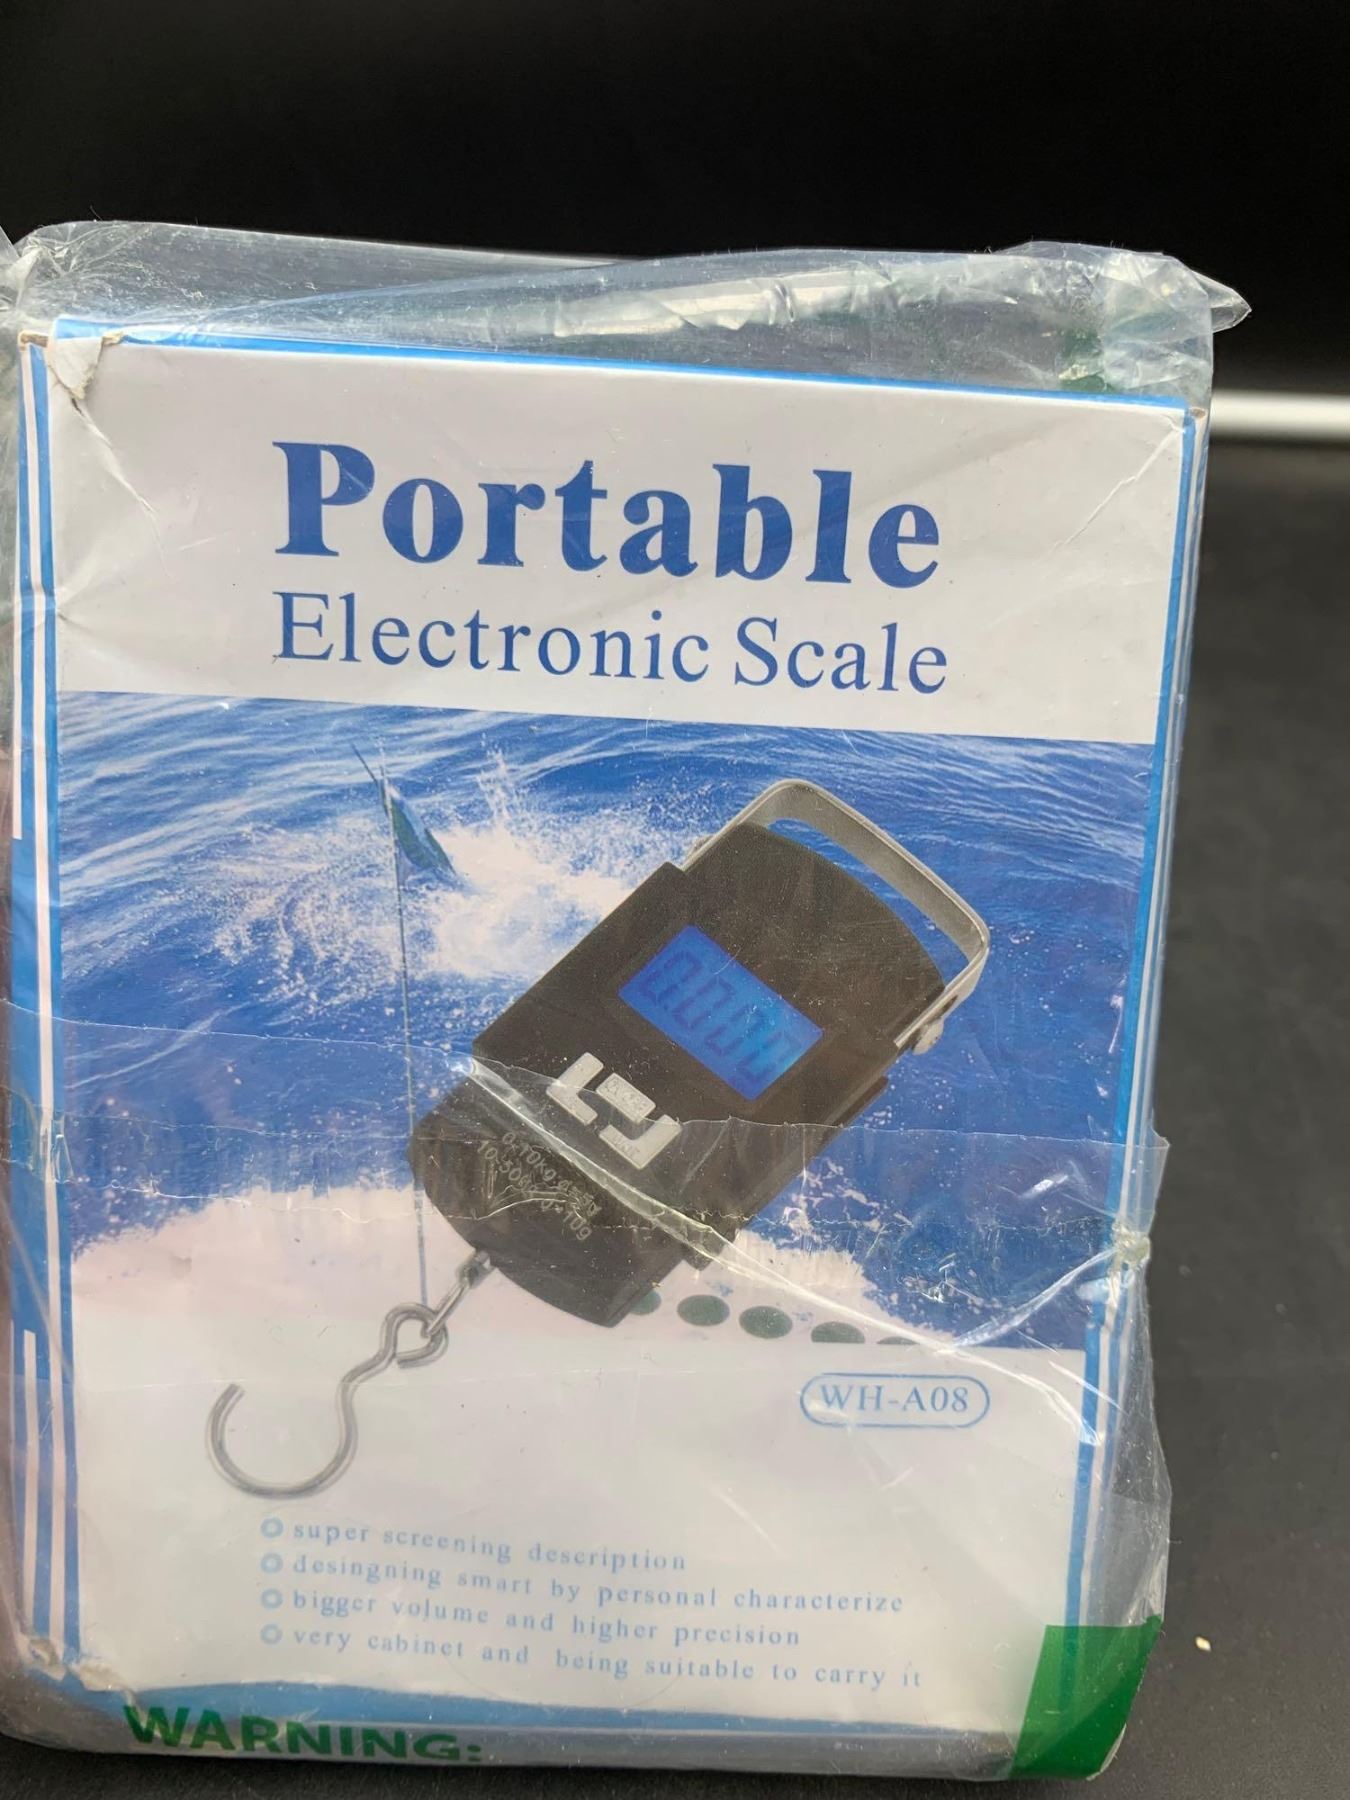 Portable
Electronic Scale
WH-A08
super screening description
desingning smart by personal characterize
bigger volume and higher precision
very cabinet and being suitable to carry it
WARNING: